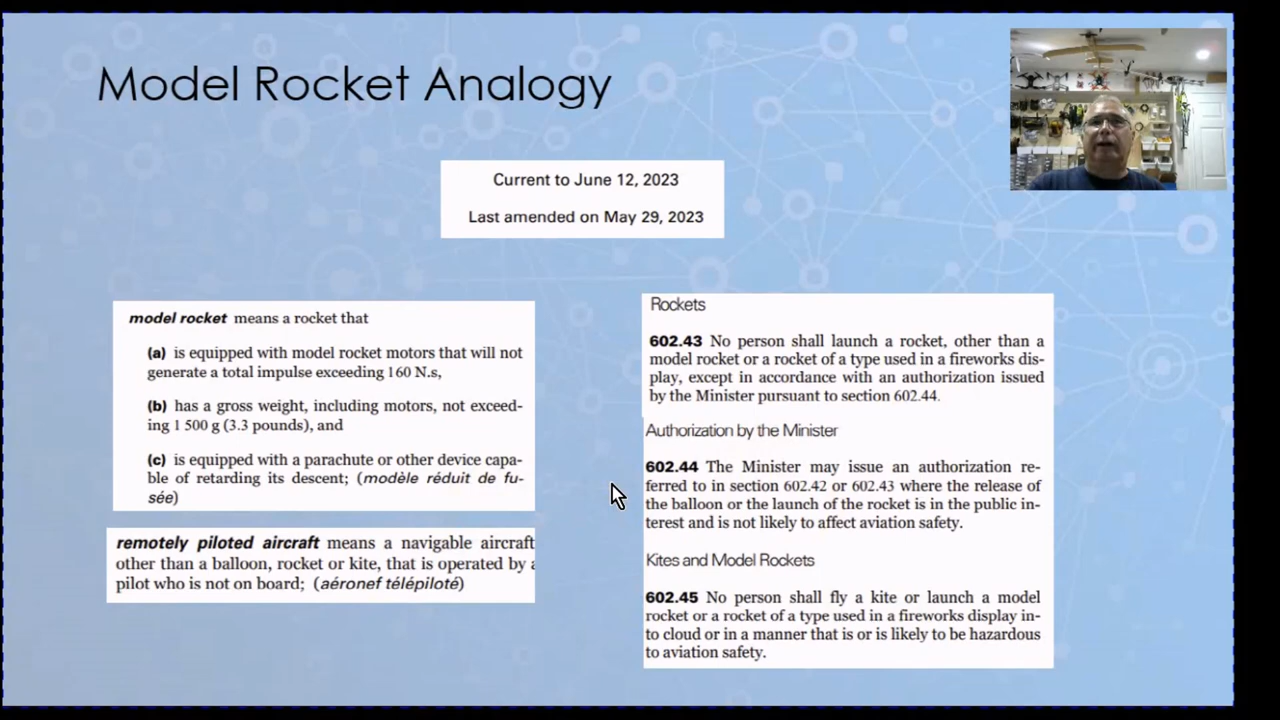 Model Rocket Analogy
Current to June 12, 2023
Last amended on May 29, 2023
model rocket means a rocket that
(a) is equipped with model rocket motors that will not
generate a total impulse exceeding 160 N.s,
(b) has a gross weight, including motors, not exceed-
ing 1 500 g (3.3 pounds), and
(c) is equipped with a parachute or other device capa-
ble of retarding its descent; (modèle réduit de fu-
sée)
remotely piloted aircraft means a navigable aircraft
other than a balloon, rocket or kite, that is operated by a
pilot who is not on board; (aéronef télépiloté)
Rockets
602.43 No person shall launch a rocket, other than a
model rocket or a rocket of a type used in a fireworks dis-
play, except in accordance with an authorization issued
by the Minister pursuant to section 602.44.
Authorization by the Minister
602.44 The Minister may issue an authorization re-
ferred to in section 602.42 or 602.43 where the release of
the balloon or the launch of the rocket is in the public in-
terest and is not likely to affect aviation safety.
Kites and Model Rockets
602.45 No person shall fly a kite or launch a model
rocket or a rocket of a type used in a fireworks display in-
to cloud or in a manner that is or is likely to be hazardous
to aviation safety.